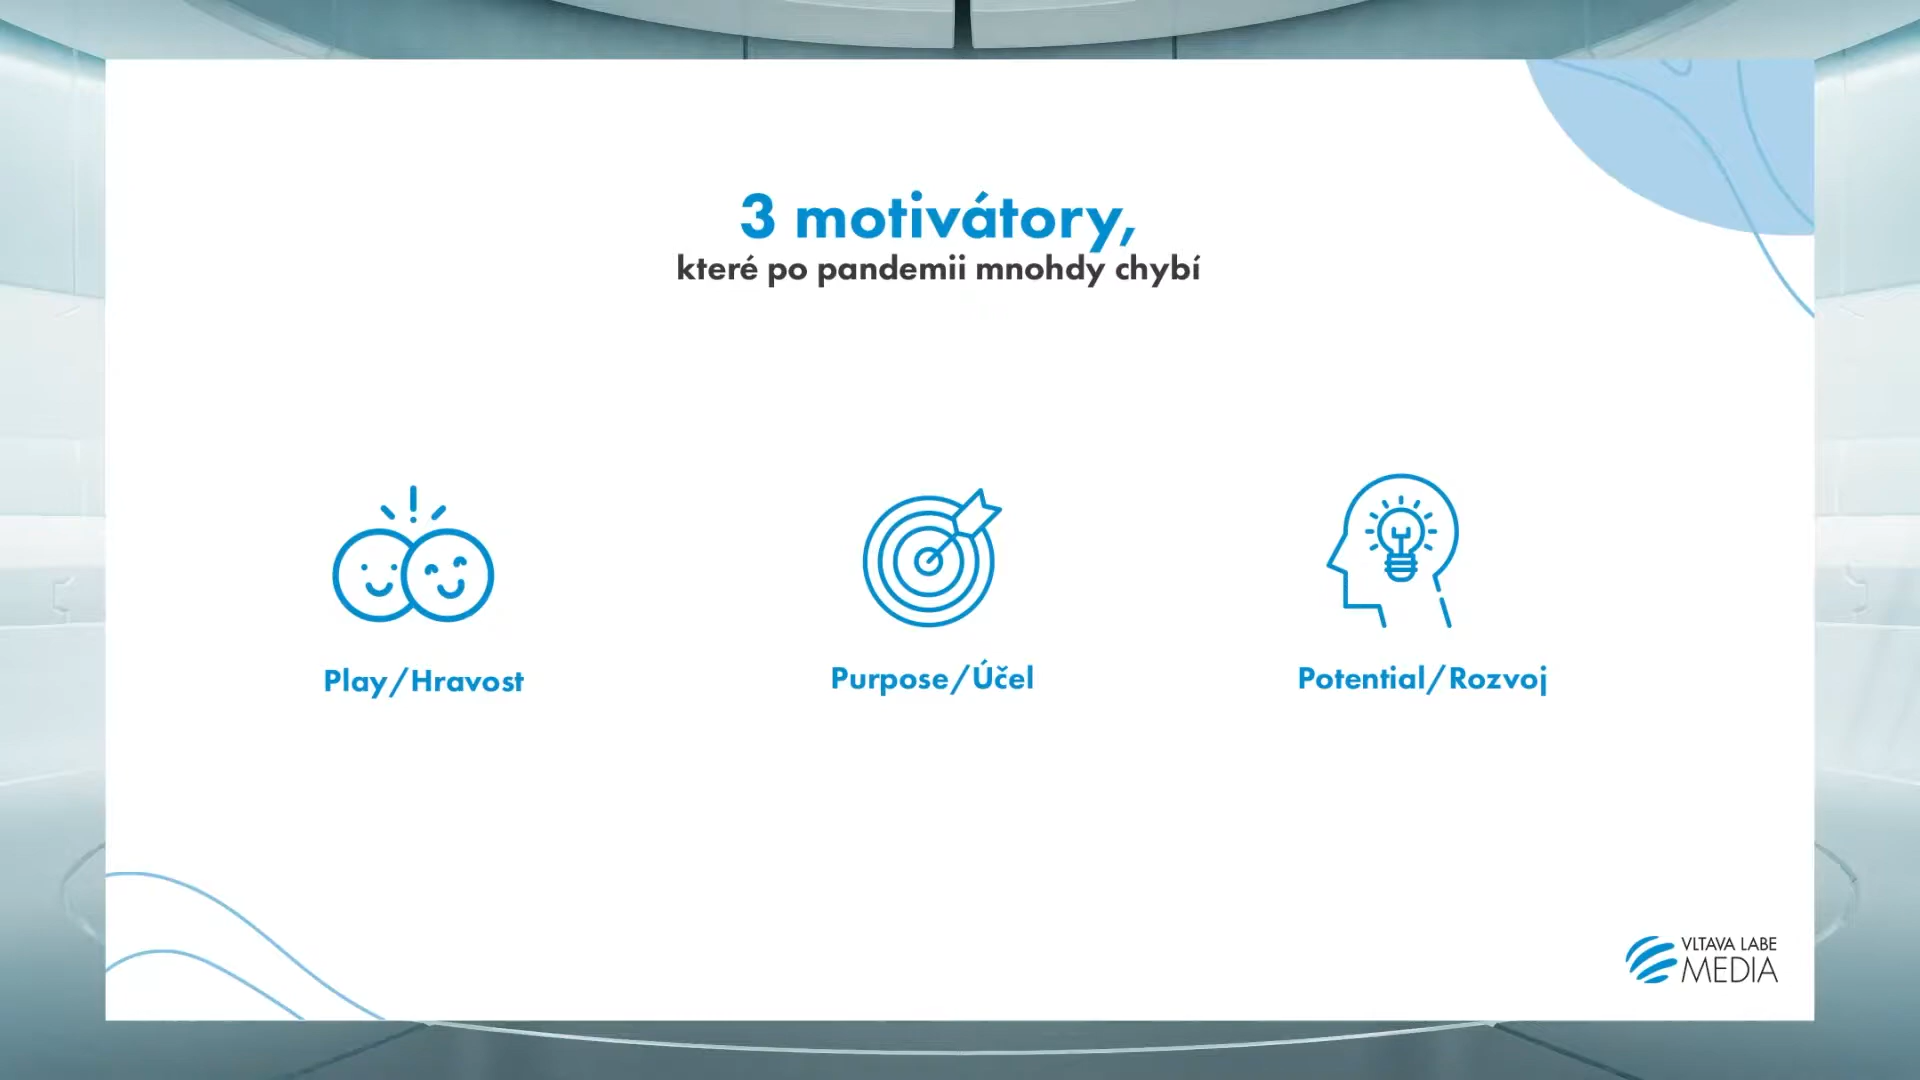 3 motivátory,
které po pandemii mnohdy chybí
Play/Hravost
Purpose/Účel
Potential/Rozvoj
VLTAVA LABE
MEDIA